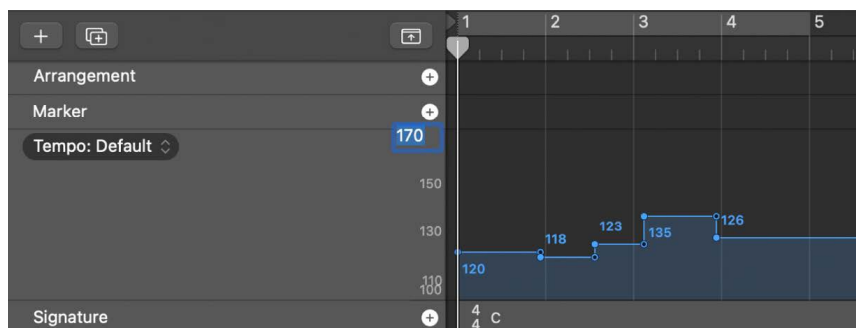 1 2 3 4 5
Arrangement
Marker
170
Tempo: Default
150
130
110
100
120
118
123
135
126
Signature
4
4
C